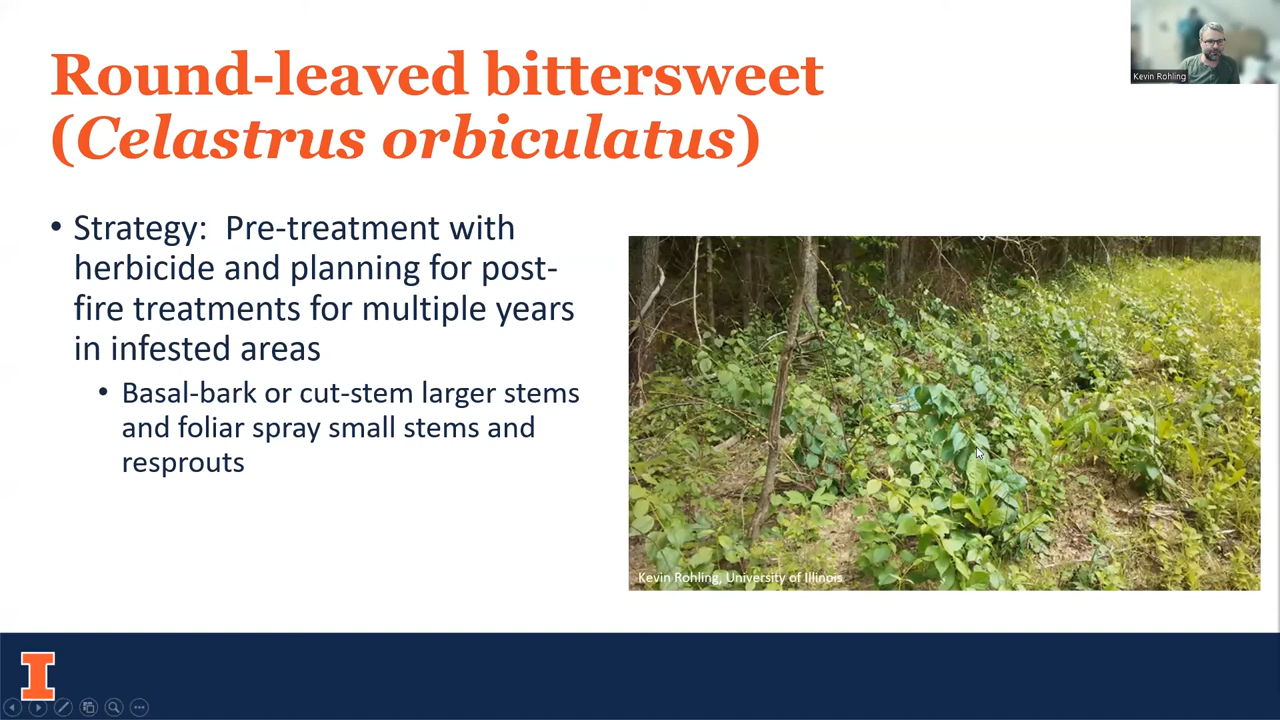 Round-leaved bittersweet
(Celastrus orbiculatus)
Kevin Rohling
• Strategy:  Pre-treatment with
herbicide and planning for post-
fire treatments for multiple years
in infested areas
• Basal-bark or cut-stem larger stems
and foliar spray small stems and
resprouts
Kevin Rohling, University of Illinois
I